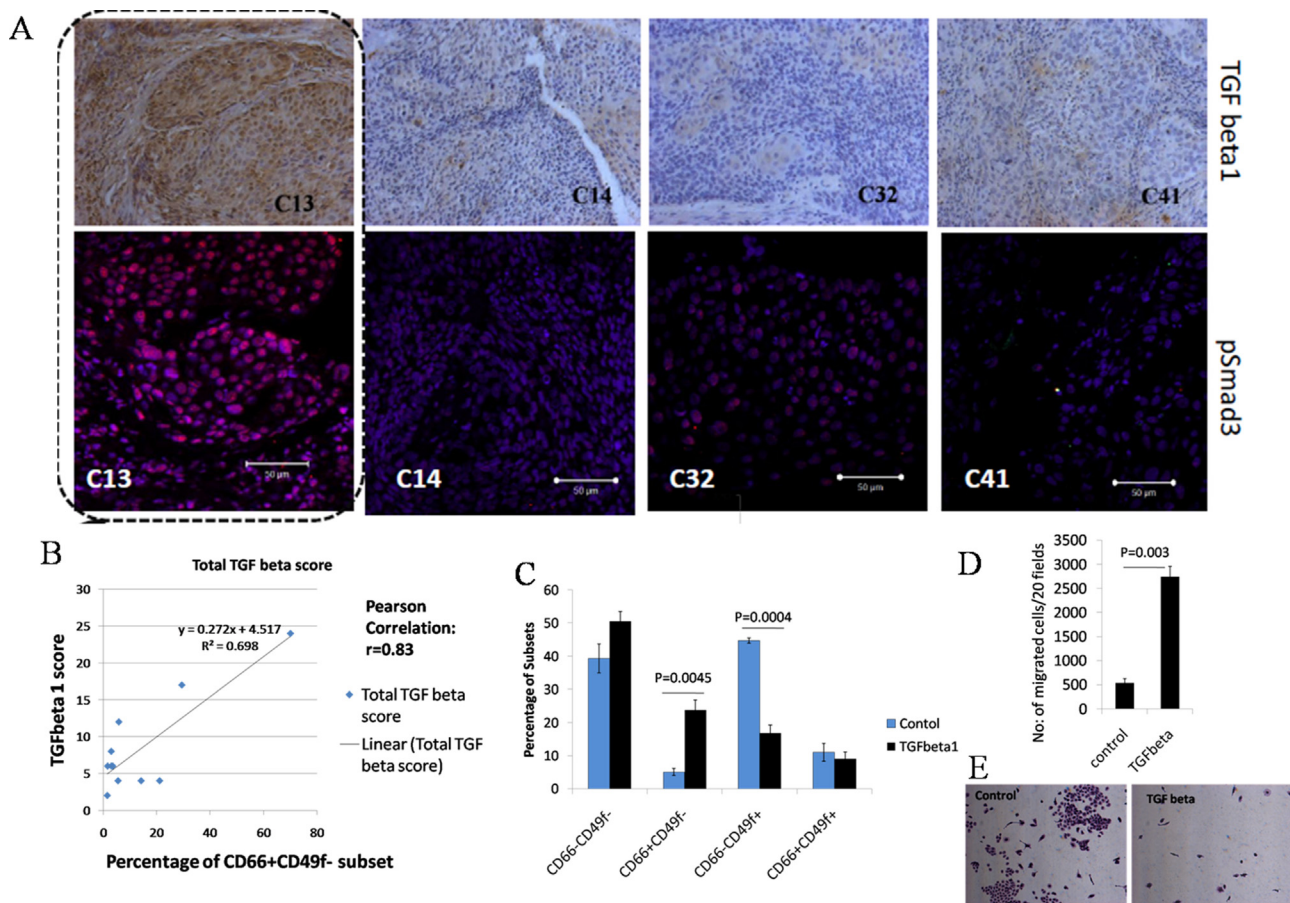 A
C13
C14
C32
C41
TGF beta1
C13
50 µm
C14
50 µm
C32
50 µm
C41
50 µm
pSmad3
B
Total TGF beta score
30
25
20
15
10
5
0
0
20
40
60
80
TGFbeta 1 score
Percentage of CD66+CD49f- subset
y = 0.272x + 4.517
R² = 0.698
Pearson
Correlation:
r=0.83
Total TGF beta
score
Linear (Total TGF
beta score)
C
60
50
40
30
20
10
0
Percentage of Subsets
P=0.0045
P=0.0004
CD66-CD49f-
CD66+CD49f-
CD66-CD49f+
CD66+CD49f+
Contol
TGFbeta1
D
3500
3000
2500
2000
1500
1000
500
0
No: of migrated cells/20 fields
P=0.003
control
TGFbeta
E
Control
TGF beta